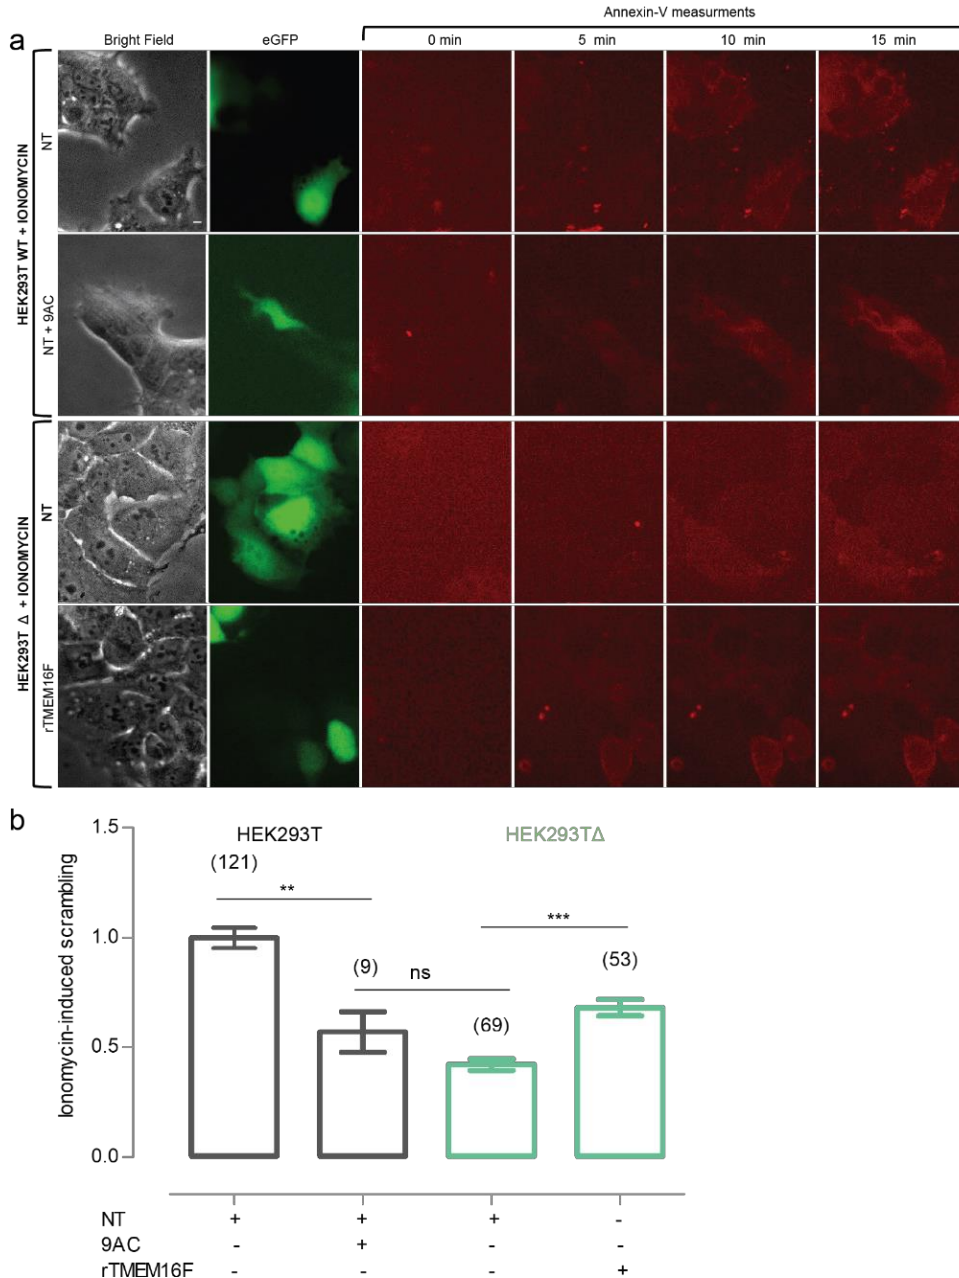 Annexin-V measurments
a
Bright Field eGFP 0 min 5 min 10 min 15 min
HEK293T WT + IONOMYCIN
NT
NT + 9AC
HEK293T Δ + IONOMYCIN
NT
rTMEM16F
b
HEK293T HEK293TΔ
(121)
**
***
(9)
ns
(53)
(69)
Ionomycin-induced scrambling
1.5
1.0
0.5
0.0
NT + + + -
9AC - + - -
rTMEM16F - - - +